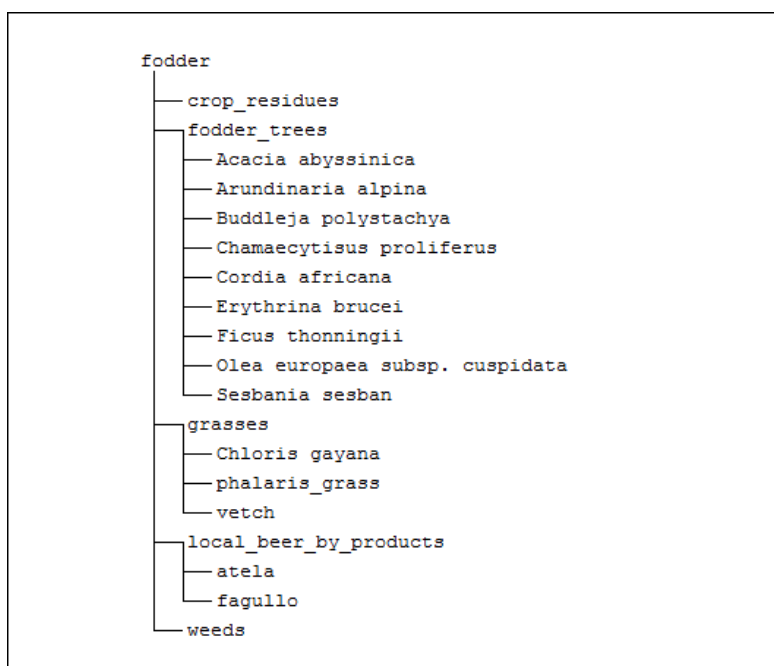 fodder
crop_residues
fodder_trees
Acacia abyssinica
Arundinaria alpina
Buddleja polystachya
Chamaecytisus proliferus
Cordia africana
Erythrina brucei
Ficus thonningii
Olea europaea subsp. cuspidata
Sesbania sesban
grasses
Chloris gayana
phalaris_grass
vetch
local_beer_by_products
atela
fagullo
weeds